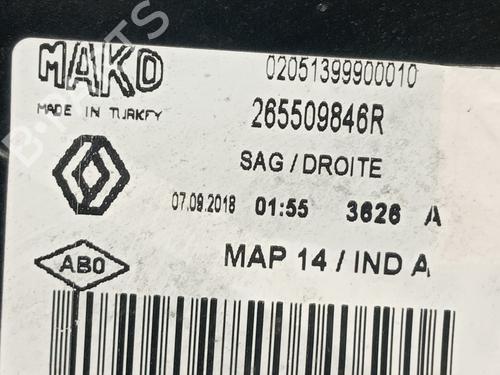 MAKO
02051399900010
MADE IN TURKEY
265509846R
SAG / DROITE
07.09.2018 01:55 3626 A
ABO
MAP 14 / IND A